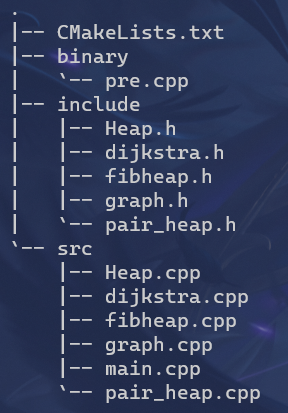 .
|-- CMakeLists.txt
|-- binary
|   `-- pre.cpp
|-- include
|   |-- Heap.h
|   |-- dijkstra.h
|   |-- fibheap.h
|   |-- graph.h
|   `-- pair_heap.h
`-- src
    |-- Heap.cpp
    |-- dijkstra.cpp
    |-- fibheap.cpp
    |-- graph.cpp
    |-- main.cpp
    `-- pair_heap.cpp